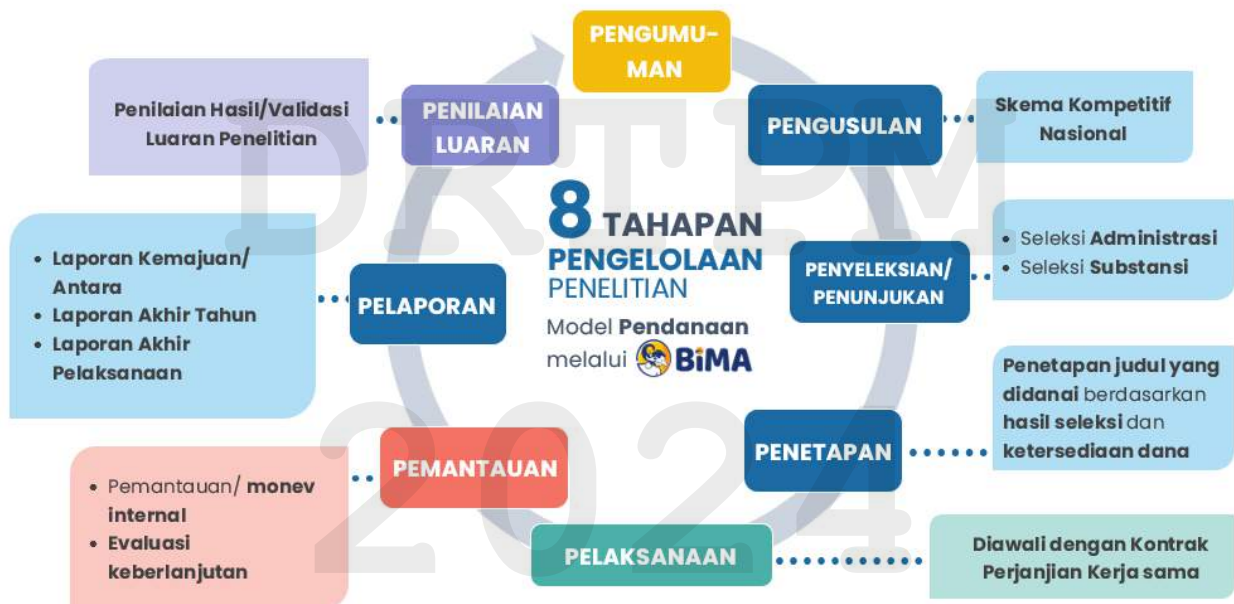 PENGUMU-
MAN
PENGUSULAN
Skema Kompetitif
Nasional
PENYELEKSIAN/
PENUNJUKAN
• Seleksi Administrasi
• Seleksi Substansi
PENETAPAN
Penetapan judul yang
didanai berdasarkan
hasil seleksi dan
ketersediaan dana
PELAKSANAAN
Diawali dengan Kontrak
Perjanjian Kerja sama
PEMANTAUAN
• Pemantauan/ monev
internal
• Evaluasi
keberlanjutan
PELAPORAN
• Laporan Kemajuan/
Antara
• Laporan Akhir Tahun
• Laporan Akhir
Pelaksanaan
PENILAIAN
LUARAN
Penilaian Hasil/Validasi
Luaran Penelitian
8 TAHAPAN
PENGELOLAAN
PENELITIAN
Model Pendanaan
melalui BiMA
DRTPM
2024